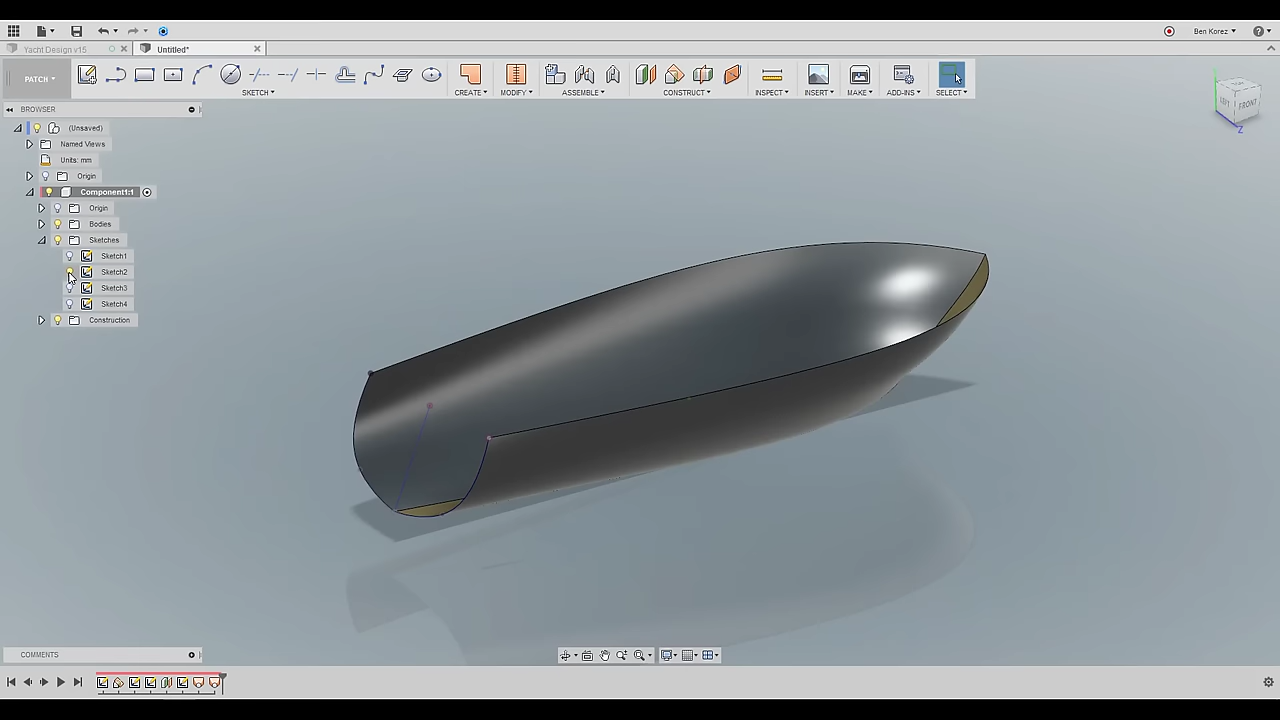 Ben Korez
Yacht Design v15
Untitled*
PATCH
SKETCH
CREATE
MODIFY
ASSEMBLE
CONSTRUCT
INSPECT
INSERT
MAKE
ADD-INS
SELECT
LEFT
FRONT
Z
BROWSER
(Unsaved)
Named Views
Units: mm
Origin
Component1:1
Origin
Bodies
Sketches
Sketch1
Sketch2
Sketch3
Sketch4
Construction
COMMENTS